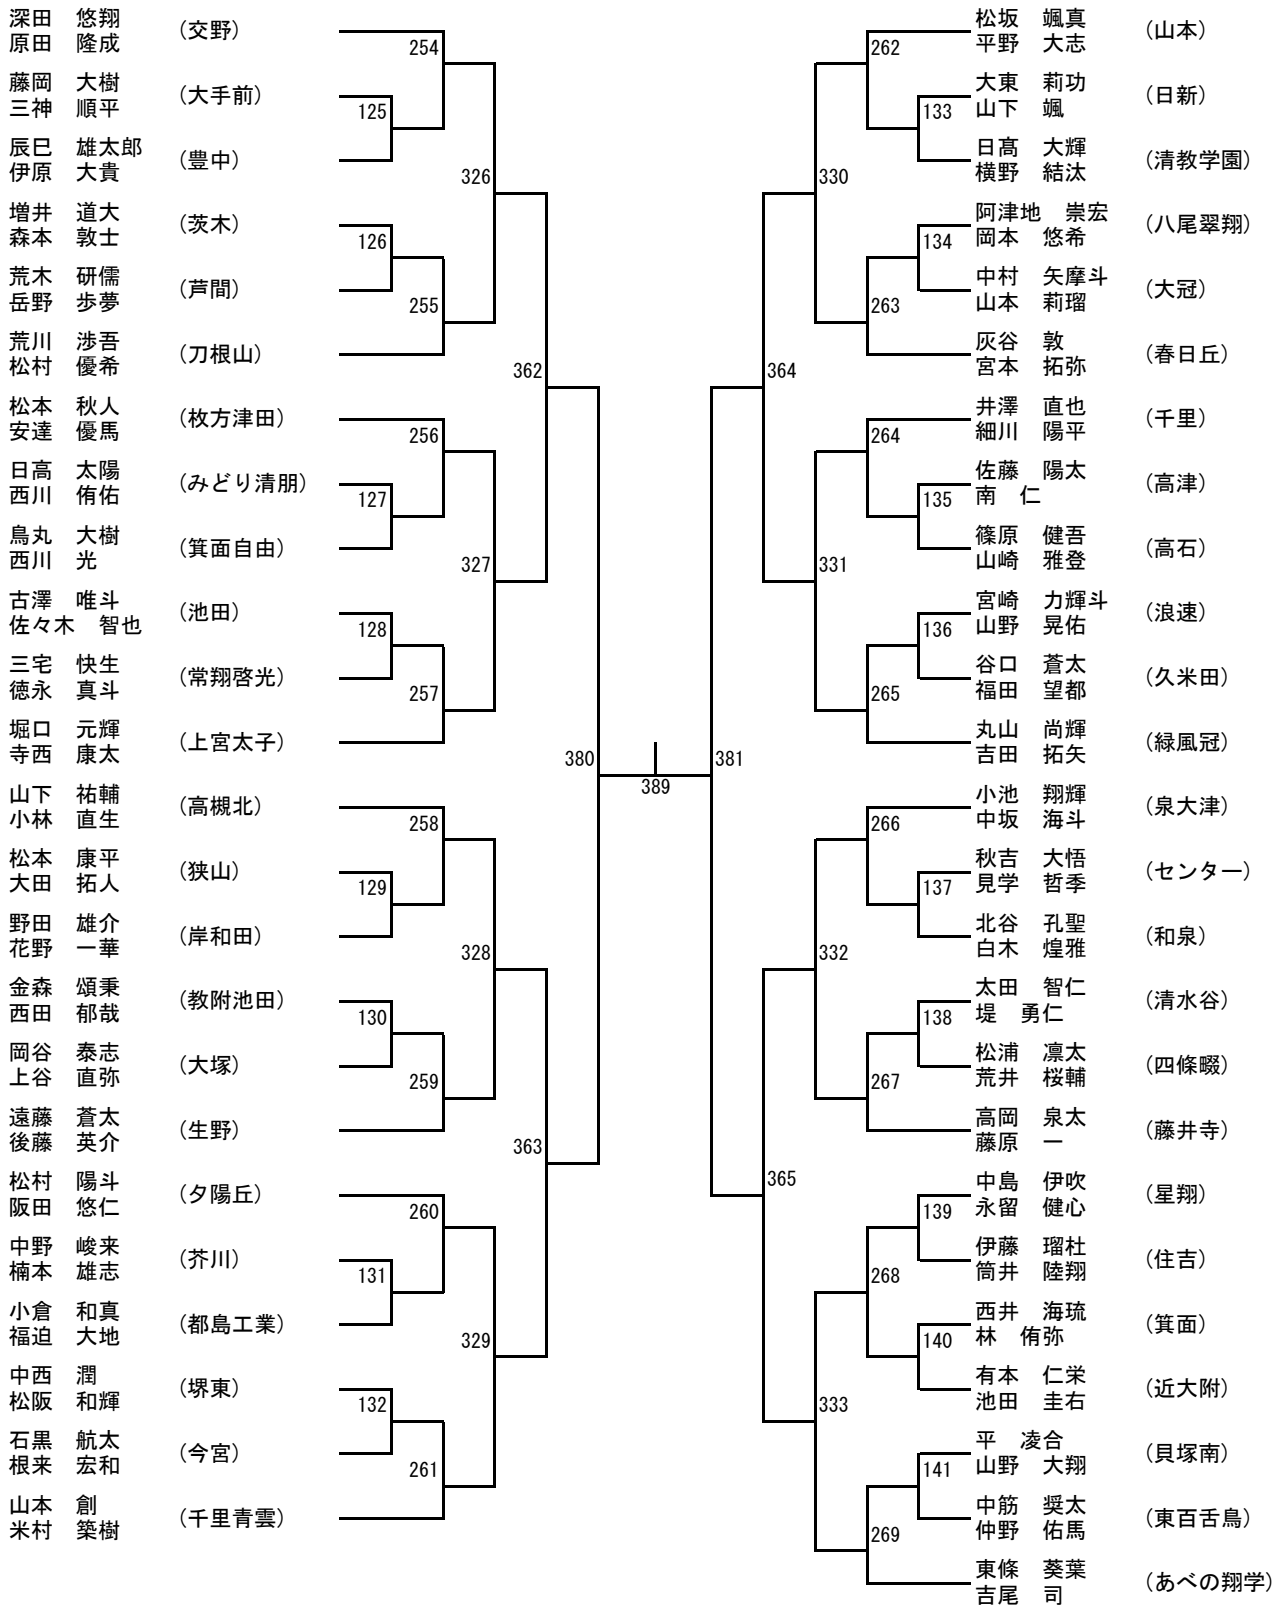 深田　悠翔
原田　隆成
（交野）
254
藤岡　大樹
三神　順平
（大手前）
125
辰巳　雄太郎
伊原　大貴
（豊中）
326
増井　道大
森本　敦士
（茨木）
126
荒木　研儒
岳野　歩夢
（芦間）
255
荒川　渉吾
松村　優希
（刀根山）
362
松本　秋人
安達　優馬
（枚方津田）
256
日高　太陽
西川　侑佑
（みどり清朋）
127
鳥丸　大樹
西川　光
（箕面自由）
327
古澤　唯斗
佐々木　智也
（池田）
128
三宅　快生
徳永　真斗
（常翔啓光）
257
堀口　元輝
寺西　康太
（上宮太子）
380
山下　祐輔
小林　直生
（高槻北）
258
松本　康平
大田　拓人
（狭山）
129
野田　雄介
花野　一華
（岸和田）
328
金森　頌秉
西田　郁哉
（教附池田）
130
岡谷　泰志
上谷　直弥
（大塚）
259
遠藤　蒼太
後藤　英介
（生野）
363
松村　陽斗
阪田　悠仁
（夕陽丘）
260
中野　峻来
楠本　雄志
（芥川）
131
小倉　和真
福迫　大地
（都島工業）
329
中西　潤
松阪　和輝
（堺東）
132
石黒　航太
根来　宏和
（今宮）
261
山本　創
米村　築樹
（千里青雲）
389
松坂　颯真
平野　大志
（山本）
262
大東　莉功
山下　颯
（日新）
133
日髙　大輝
横野　結汰
（清教学園）
330
阿津地　崇宏
岡本　悠希
（八尾翠翔）
134
中村　矢摩斗
山本　莉瑠
（大冠）
263
灰谷　敦
宮本　拓弥
（春日丘）
364
井澤　直也
細川　陽平
（千里）
264
佐藤　陽太
南　仁
（高津）
135
篠原　健吾
山崎　雅登
（高石）
331
宮崎　力輝斗
山野　晃佑
（浪速）
136
谷口　蒼太
福田　望都
（久米田）
265
丸山　尚輝
吉田　拓矢
（緑風冠）
381
小池　翔輝
中坂　海斗
（泉大津）
266
秋吉　大悟
見学　哲季
（センター）
137
北谷　孔聖
白木　煌雅
（和泉）
332
太田　智仁
堤　勇仁
（清水谷）
138
松浦　凛太
荒井　桜輔
（四條畷）
267
高岡　泉太
藤原　一
（藤井寺）
365
中島　伊吹
永留　健心
（星翔）
139
伊藤　瑠杜
筒井　陸翔
（住吉）
268
西井　海琉
林　侑弥
（箕面）
140
有本　仁栄
池田　圭右
（近大附）
333
平　凌合
山野　大翔
（貝塚南）
141
中筋　奨太
仲野　佑馬
（東百舌鳥）
269
東條　葵葉
吉尾　司
（あべの翔学）